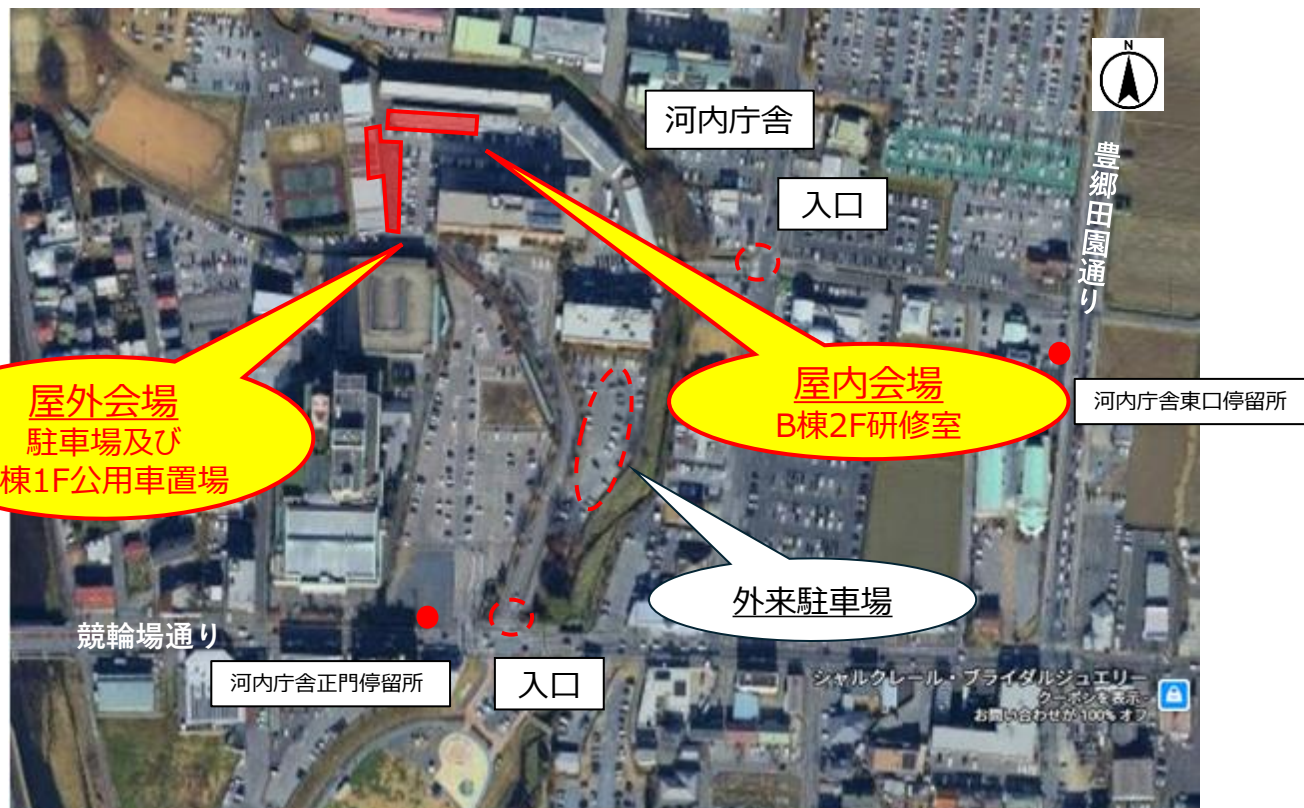 N
河内庁舎
入口
豊郷田園通り
屋外会場
駐車場及び
棟1F公用車置場
屋内会場
B棟2F研修室
河内庁舎東口停留所
外来駐車場
競輪場通り
河内庁舎正門停留所
入口
シャルクレール・ブライダルジュエリー
クーポンを表示 -
お問い合わせが 100% オフ